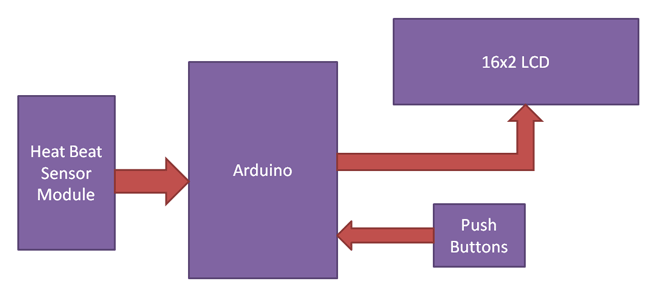 Heat Beat
Sensor
Module
Arduino
16x2 LCD
Push
Buttons